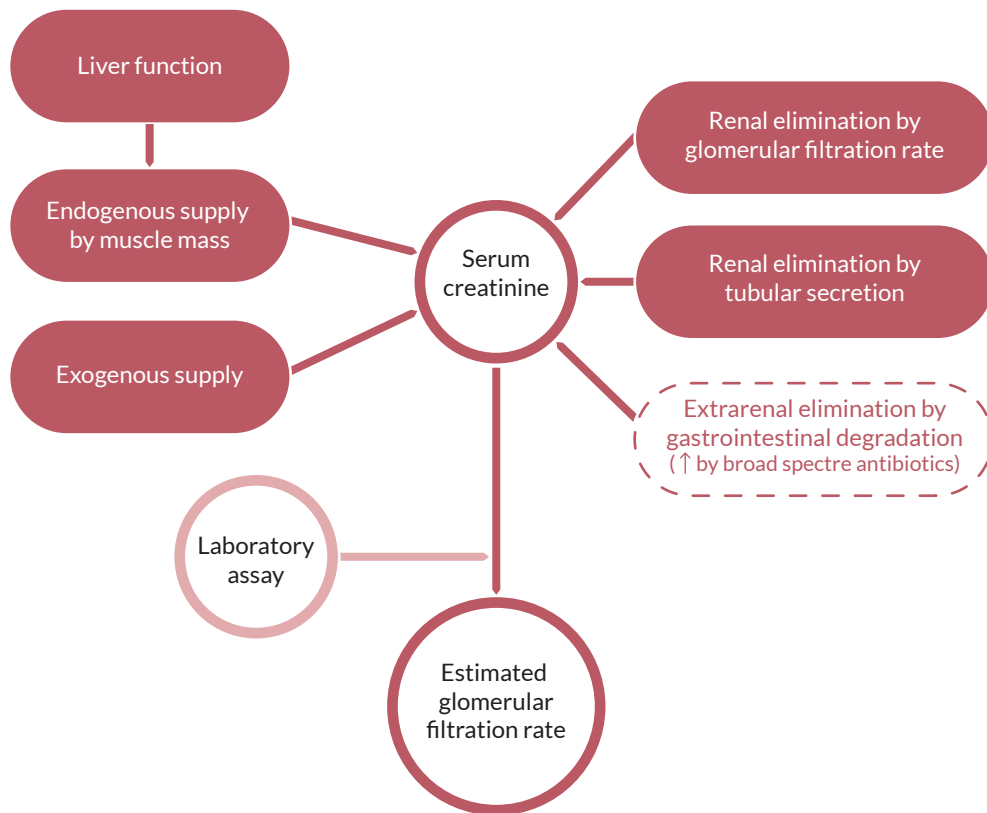 Liver function
Endogenous supply
by muscle mass
Exogenous supply
Serum
creatinine
Renal elimination by
glomerular filtration rate
Renal elimination by
tubular secretion
Extrarenal elimination by
gastrointestinal degradation
(↑ by broad spectre antibiotics)
Laboratory
assay
Estimated
glomerular
filtration rate